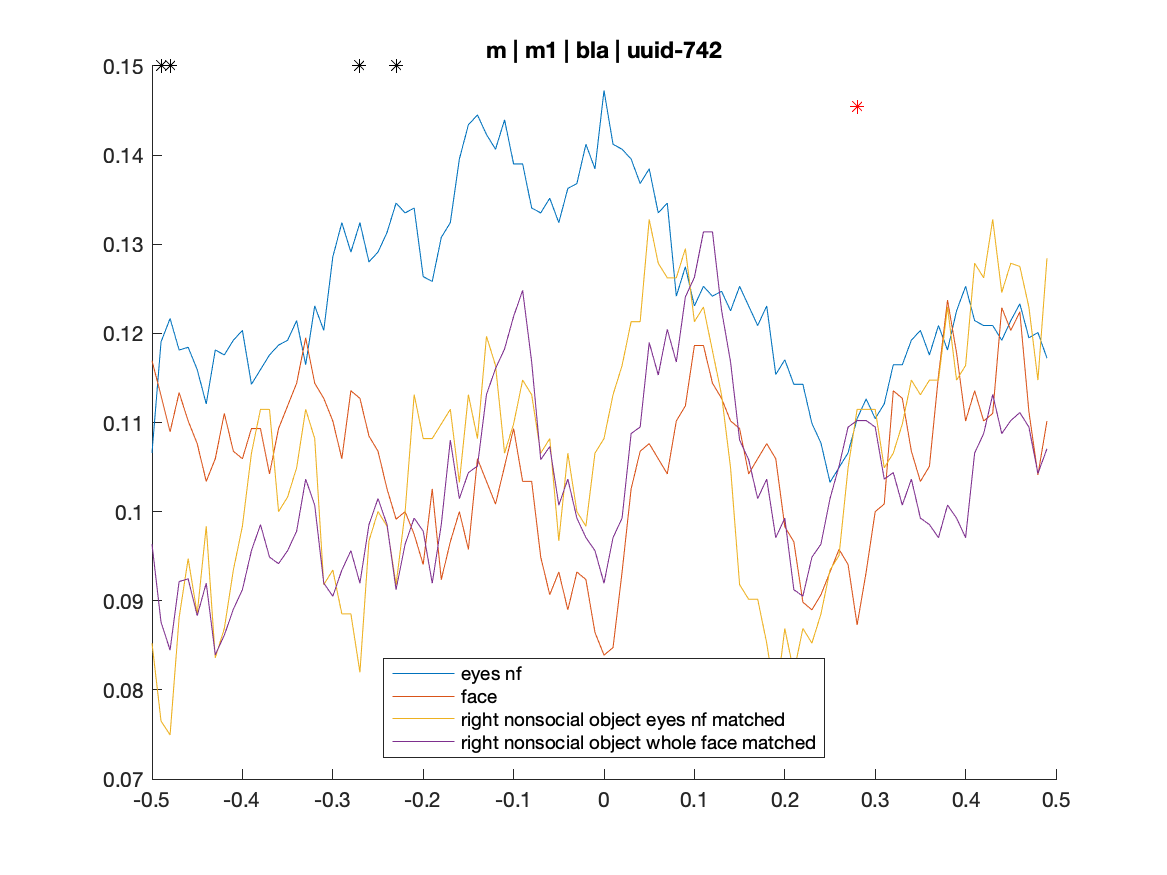 m | m1 | bla | uuid-742
0.15
0.14
0.13
0.12
0.11
0.1
0.09
0.08
0.07
eyes nf
face
right nonsocial object eyes nf matched
right nonsocial object whole face matched
-0.5 -0.4 -0.3 -0.2 -0.1 0 0.1 0.2 0.3 0.4 0.5